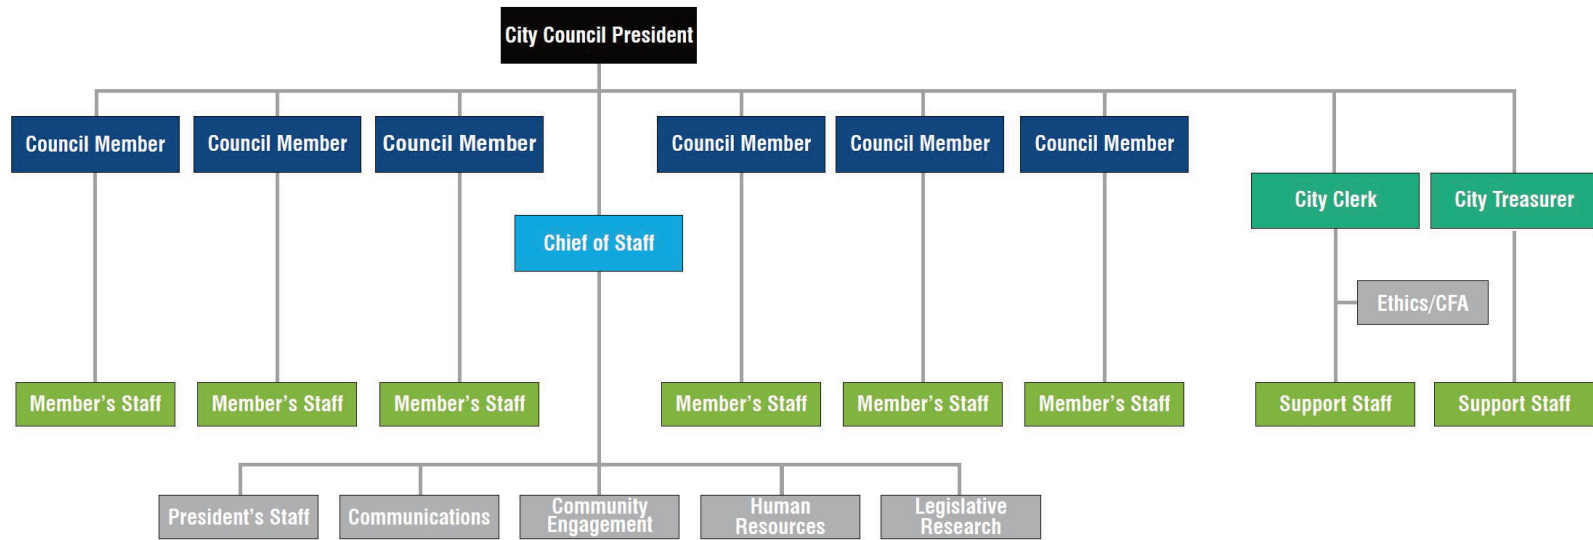 City Council President
Council Member
Council Member
Council Member
Council Member
Council Member
Council Member
City Clerk
City Treasurer
Chief of Staff
Ethics/CFA
Member's Staff
Member's Staff
Member's Staff
Member's Staff
Member's Staff
Member's Staff
Support Staff
Support Staff
President's Staff
Communications
Community
Engagement
Human
Resources
Legislative
Research